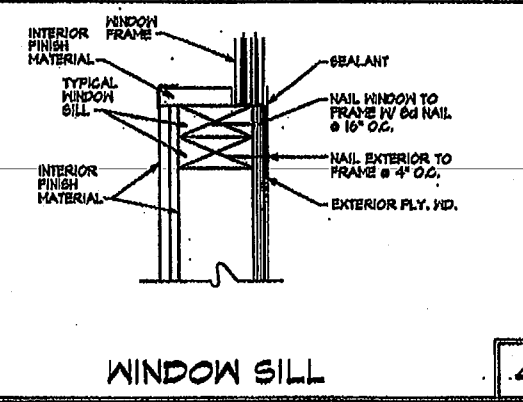 WINDOW
FRAME
INTERIOR
FINISH
MATERIAL
TYPICAL
WINDOW
SILL
INTERIOR
FINISH
MATERIAL
SEALANT
NAIL WINDOW TO
FRAME W/ 6d NAIL
@ 16" O.C.
NAIL EXTERIOR TO
FRAME @ 4" O.C.
EXTERIOR PLY. WD.
WINDOW SILL